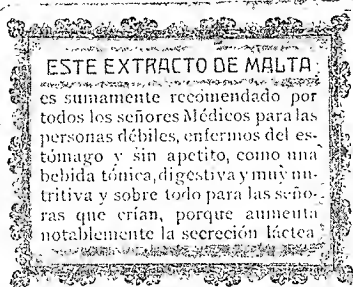 ESTE EXTRACTO DE MALTA
es sumamente recomendado por
todos los señores Médicos para las
personas débiles, enfermos del es-
tómago y sin apetito, como una
bebida tónica, digestiva y muy nu-
tritiva y sobre todo para las seño-
ras que crían, porque aumenta
notablemente la secreción láctea